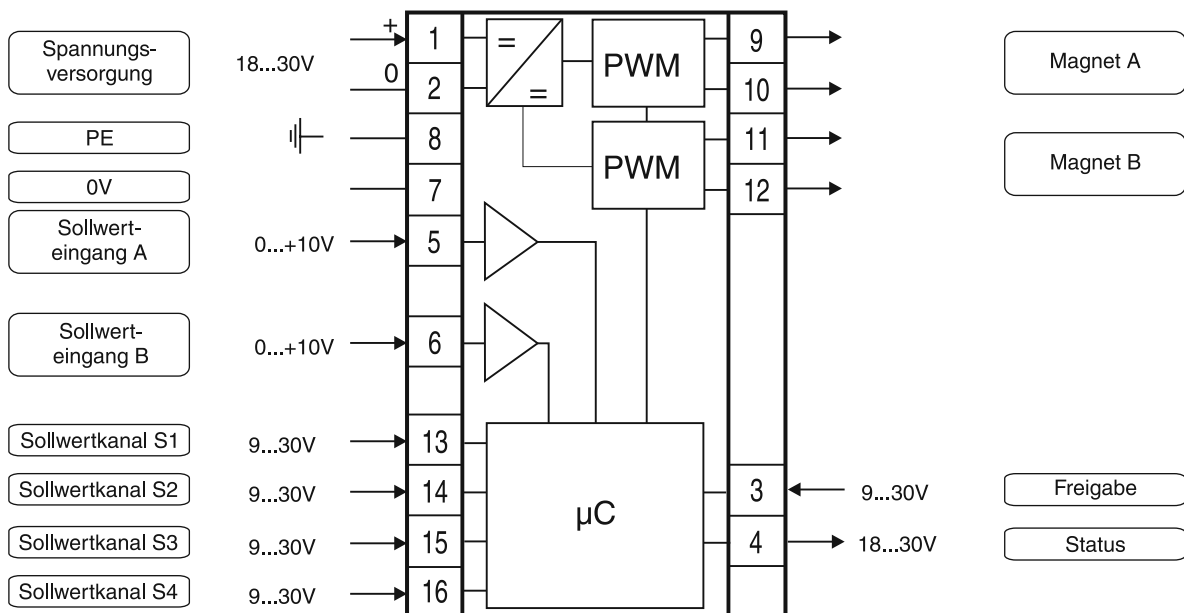 Spannungs-
versorgung
18...30V
+
1
0
2
=
=
PWM
9
10
Magnet A
PE
8
PWM
11
12
Magnet B
0V
7
Sollwert-
eingang A
0...+10V
5
Sollwert-
eingang B
0...+10V
6
Sollwertkanal S1
9...30V
13
Sollwertkanal S2
9...30V
14
µC
3
9...30V
Freigabe
Sollwertkanal S3
9...30V
15
4
18...30V
Status
Sollwertkanal S4
9...30V
16